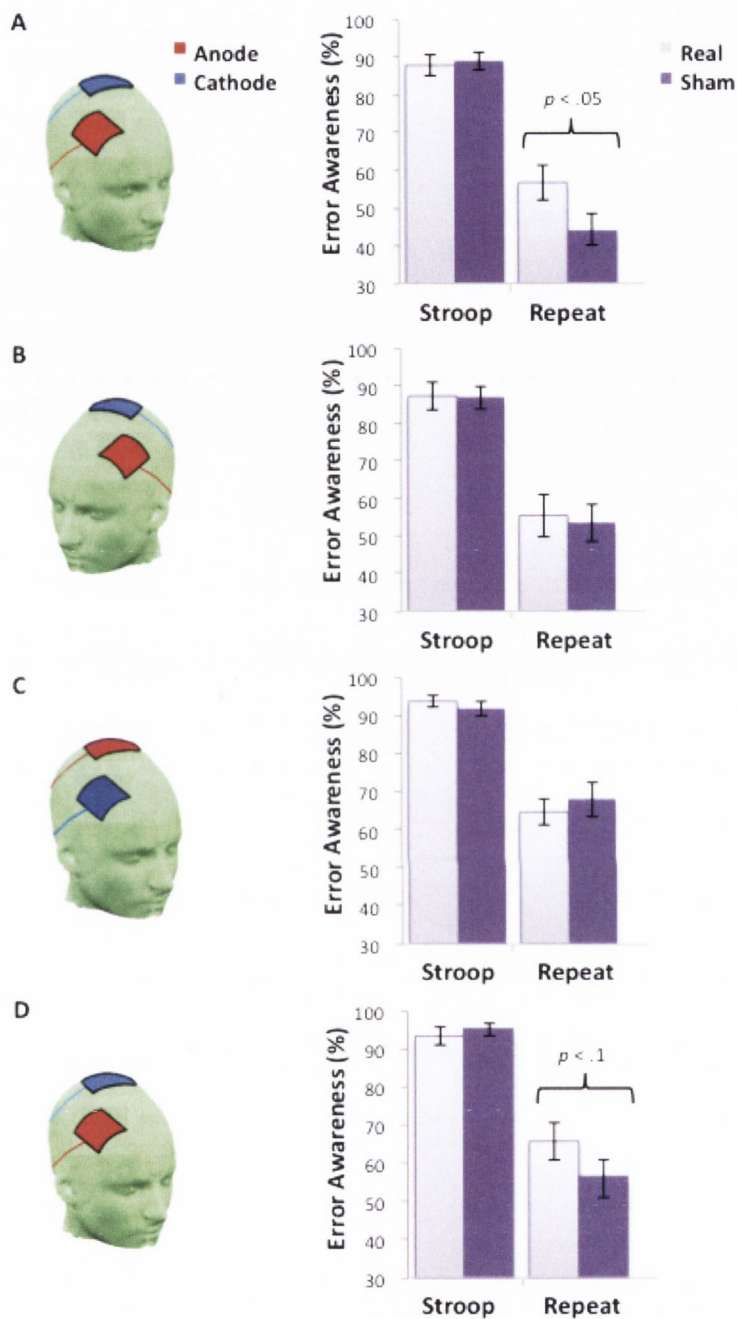 A
Anode
Cathode
Real
Sham
Error Awareness (%)
100
90
80
70
60
50
40
30
p < .05
Stroop
Repeat
B
Error Awareness (%)
100
90
80
70
60
50
40
30
Stroop
Repeat
C
Error Awareness (%)
100
90
80
70
60
50
40
30
Stroop
Repeat
D
Error Awareness (%)
100
90
80
70
60
50
40
30
p < .1
Stroop
Repeat